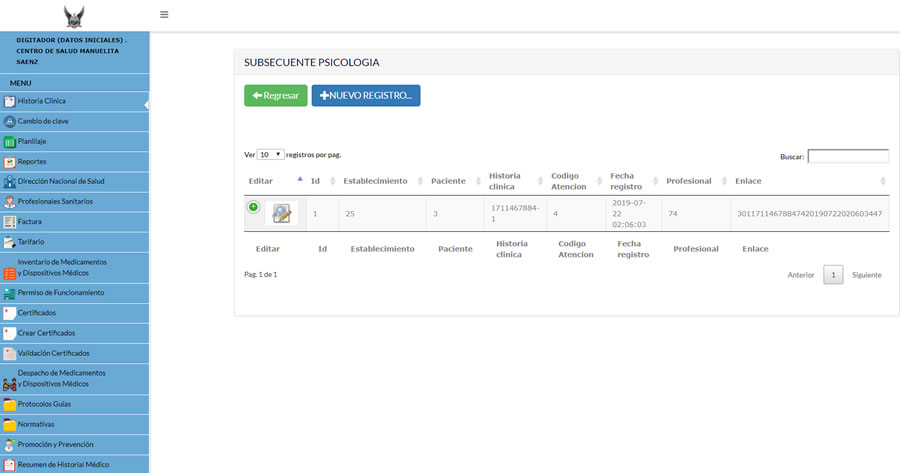 DIGITADOR (DATOS INICIALES) .
CENTRO DE SALUD MANUELITA
SAENZ
MENU
Historia Clinica
Cambio de clave
Planillaje
Reportes
Dirección Nacional de Salud
Profesionales Sanitarios
Factura
Tarifario
Inventario de Medicamentos
y Dispositivos Médicos
Permiso de Funcionamiento
Certificados
Crear Certificados
Validación Certificados
Despacho de Medicamentos
y Dispositivos Médicos
Protocolos Guías
Normativas
Promoción y Prevención
Resumen de Historial Médico
SUBSECUENTE PSICOLOGIA
Regresar
NUEVO REGISTRO...
Ver 10 registros por pag.
Buscar:
Editar Id Establecimiento Paciente Historia clinica Codigo Atencion Fecha registro Profesional Enlace
1 25 3 1711467884-1 4 2019-07-22 02:06:03 74 30117114678847420190722020603447
Editar Id Establecimiento Paciente Historia clinica Codigo Atencion Fecha registro Profesional Enlace
Pag. 1 de 1
Anterior 1 Siguiente